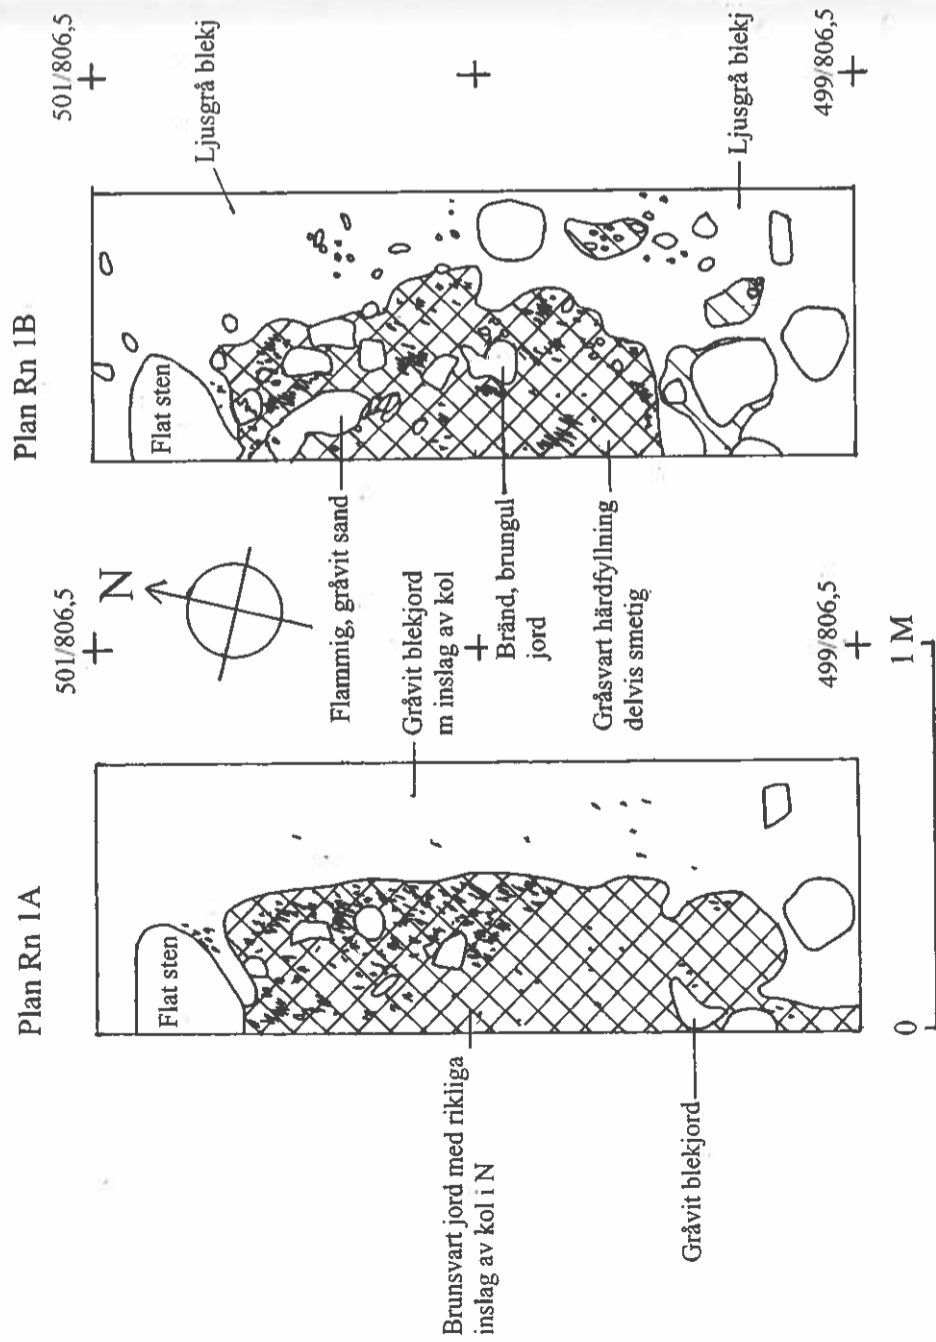 Plan Rn 1A
Flat sten
Brunsvart jord med rikliga
inslag av kol i N
Gråvit blekjord
Gråvit blekjord
m inslag av kol
501/806,5
499/806,5
0
1 M
N
Plan Rn 1B
Flat sten
Flammig, gråvit sand
Bränd, brungul
jord
Gråsvart härdfyllning
delvis smetig
Ljusgrå blekj
Ljusgrå blekj
501/806,5
499/806,5